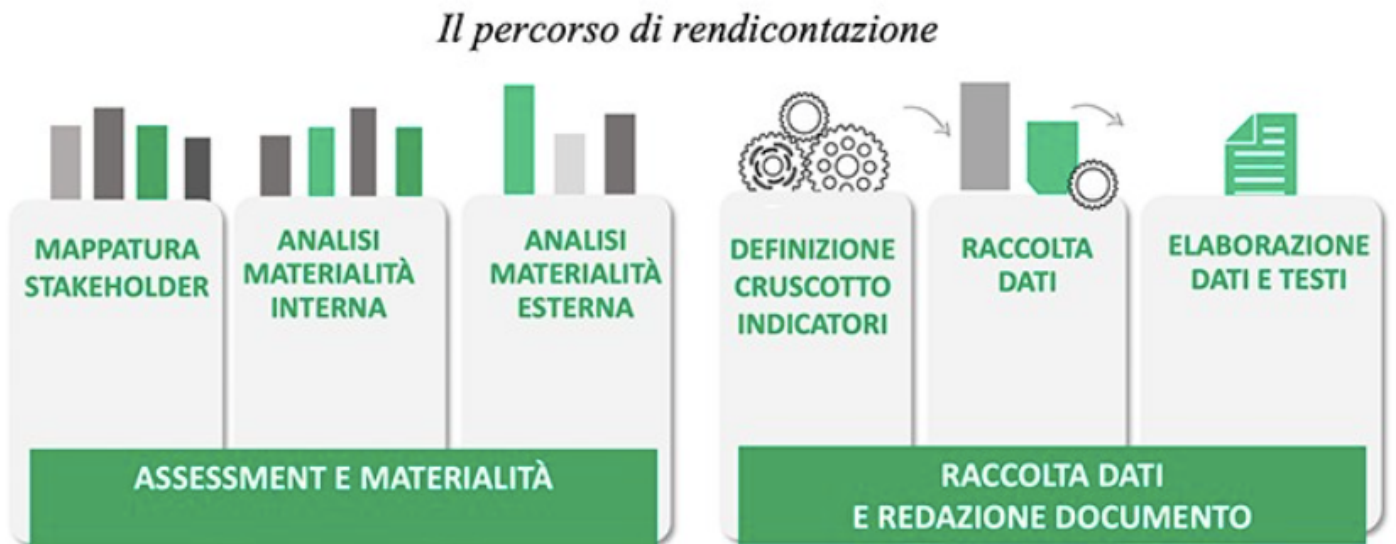 Il percorso di rendicontazione
MAPPATURA
STAKEHOLDER
ANALISI
MATERIALITÀ
INTERNA
ANALISI
MATERIALITÀ
ESTERNA
ASSESSMENT E MATERIALITÀ
DEFINIZIONE
CRUSCOTTO
INDICATORI
RACCOLTA
DATI
ELABORAZIONE
DATI E TESTI
RACCOLTA DATI
E REDAZIONE DOCUMENTO